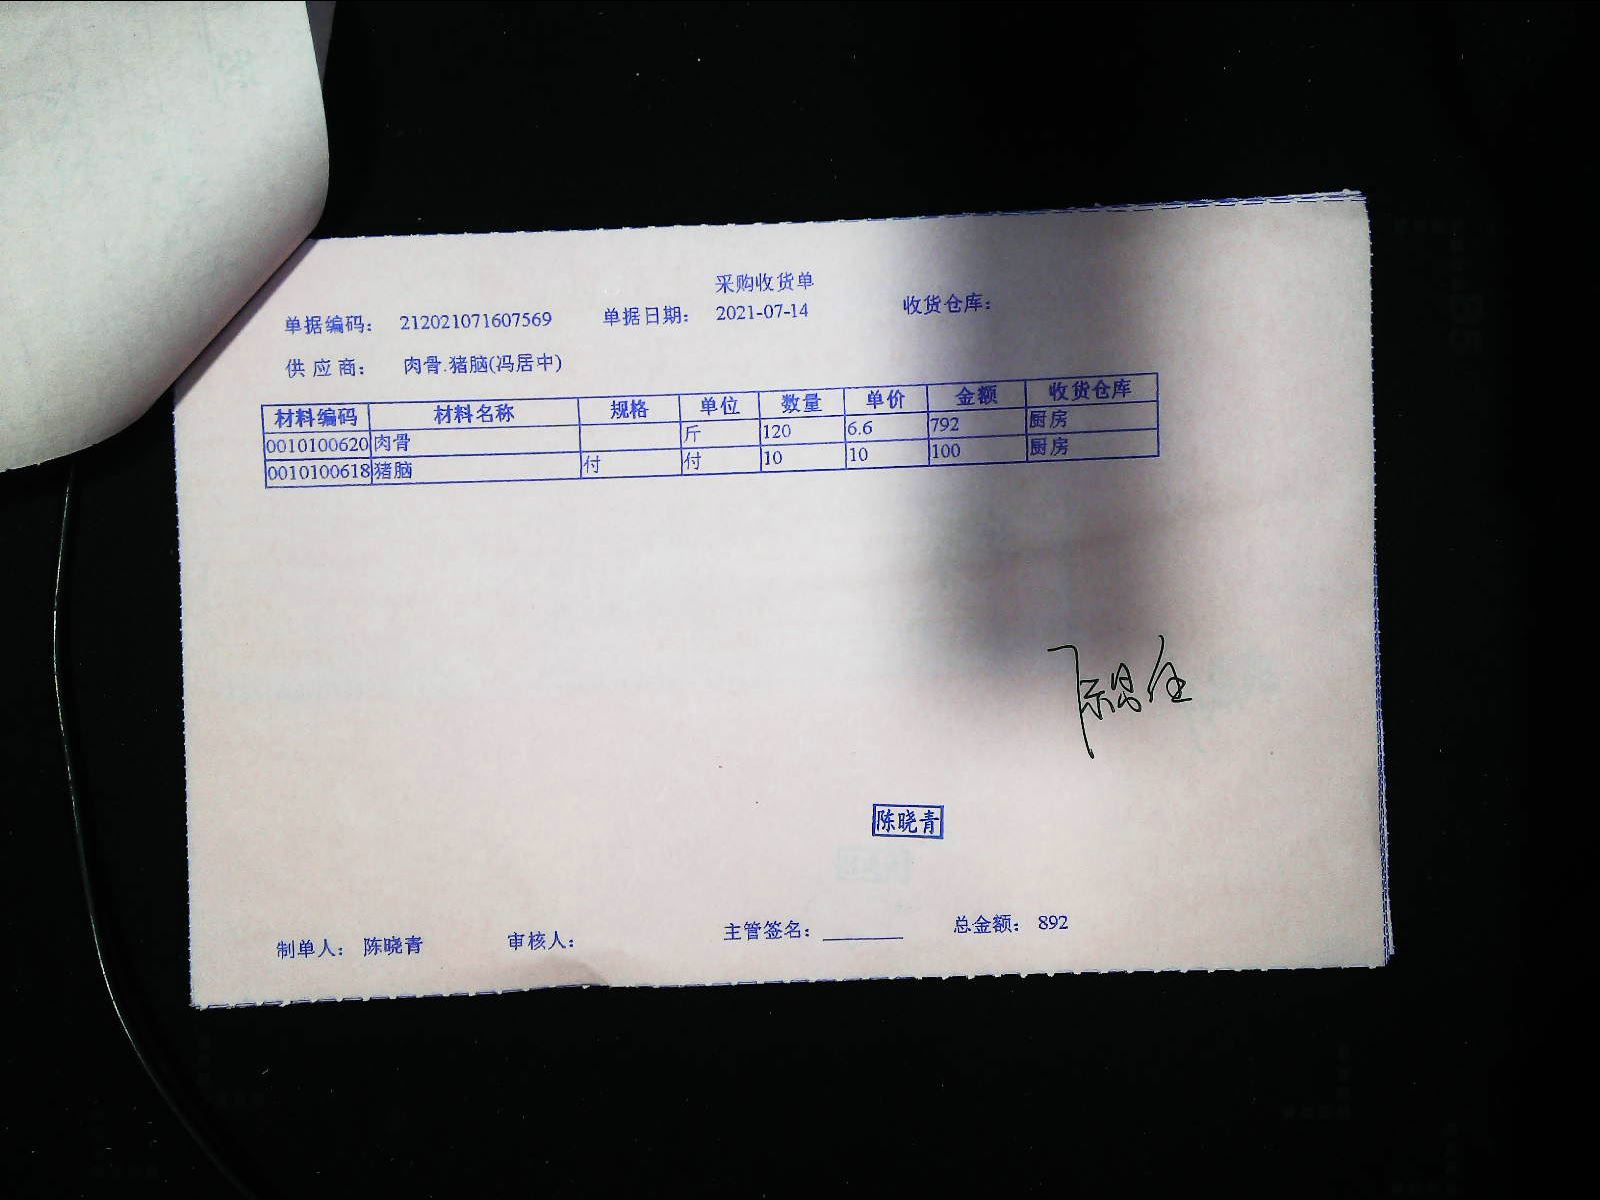 采购收货单
单据编码： 212021071607569 单据日期： 2021-07-14 收货仓库：
供应商： 肉骨.猪脑(冯居中)
材料编码 材料名称 规格 单位 数量 单价 金额 收货仓库
0010100620 肉骨 斤 120 6.6 792 厨房
0010100618 猪脑 付 付 10 10 100 厨房
陈晓青
制单人： 陈晓青 审核人： 主管签名： 总金额： 892